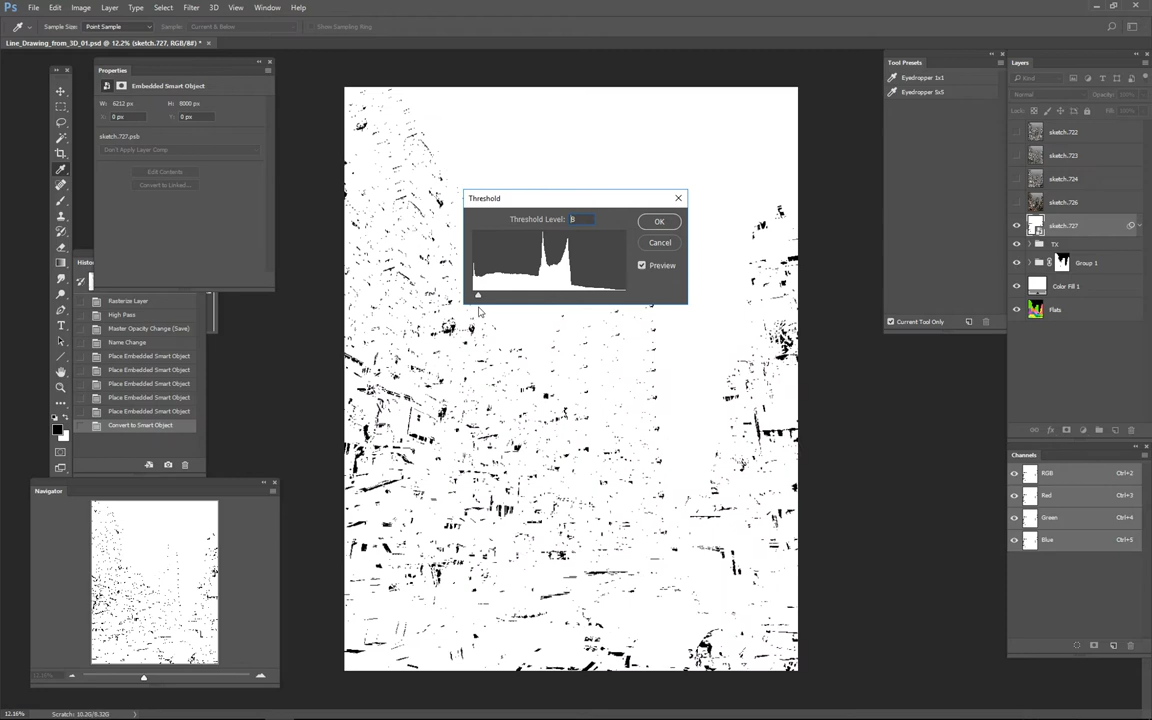 Ps File Edit Image Layer Type Select Filter 3D View Window Help
Sample Size: Point Sample Sample: Current & Below Show Sampling Ring
Line_Drawing_from_3D_01.psd @ 12.2% (sketch.727, RGB/8#) *
Properties
Embedded Smart Object
W: 6212 px H: 8000 px
X: 0 px Y: 0 px
sketch.727.psb
Don't Apply Layer Comp
Edit Contents
Convert to Linked...
Histo
Rasterize Layer
High Pass
Master Opacity Change (Save)
Name Change
Place Embedded Smart Object
Place Embedded Smart Object
Place Embedded Smart Object
Place Embedded Smart Object
Place Embedded Smart Object
Convert to Smart Object
Navigator
12.16%
Threshold
Threshold Level: 8
OK
Cancel
Preview
Tool Presets
Eyedropper 1x1
Eyedropper 5x5
Current Tool Only
Layers
Kind
Normal Opacity:
Lock: Fill:
sketch.722
sketch.723
sketch.724
sketch.726
sketch.727
TX
Group 1
Color Fill 1
Flats
Channels
RGB Ctrl+2
Red Ctrl+3
Green Ctrl+4
Blue Ctrl+5
12.16% Scratch: 10.2G/8.32G